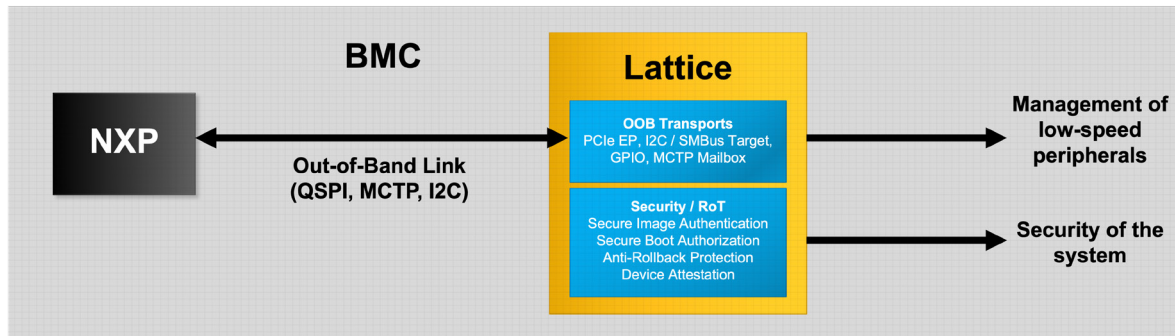 BMC
NXP
Out-of-Band Link
(QSPI, MCTP, I2C)
Lattice
OOB Transports
PCIe EP, I2C / SMBus Target,
GPIO, MCTP Mailbox
Security / RoT
Secure Image Authentication
Secure Boot Authorization
Anti-Rollback Protection
Device Attestation
Management of
low-speed
peripherals
Security of the
system